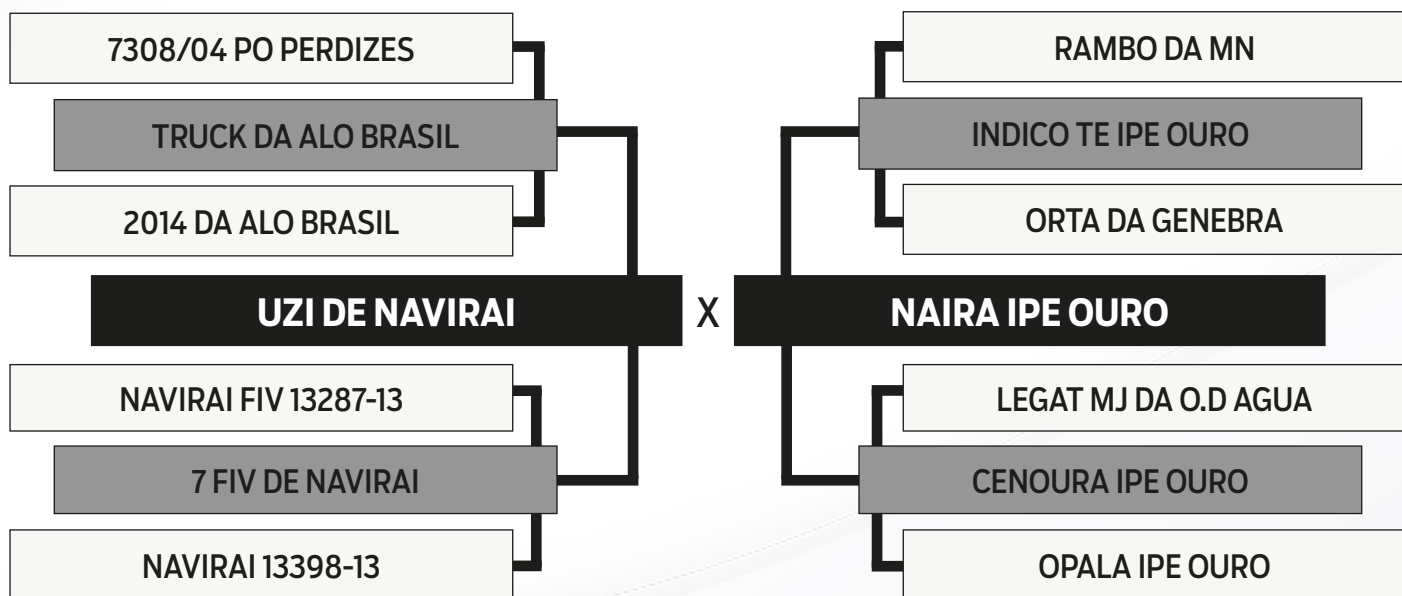 7308/04 PO PERDIZES
TRUCK DA ALO BRASIL
2014 DA ALO BRASIL
UZI DE NAVIRAI
NAVIRAI FIV 13287-13
7 FIV DE NAVIRAI
NAVIRAI 13398-13
X
RAMBO DA MN
INDICO TE IPE OURO
ORTA DA GENEBRA
NAIRA IPE OURO
LEGAT MJ DA O.D AGUA
CENOURA IPE OURO
OPALA IPE OURO